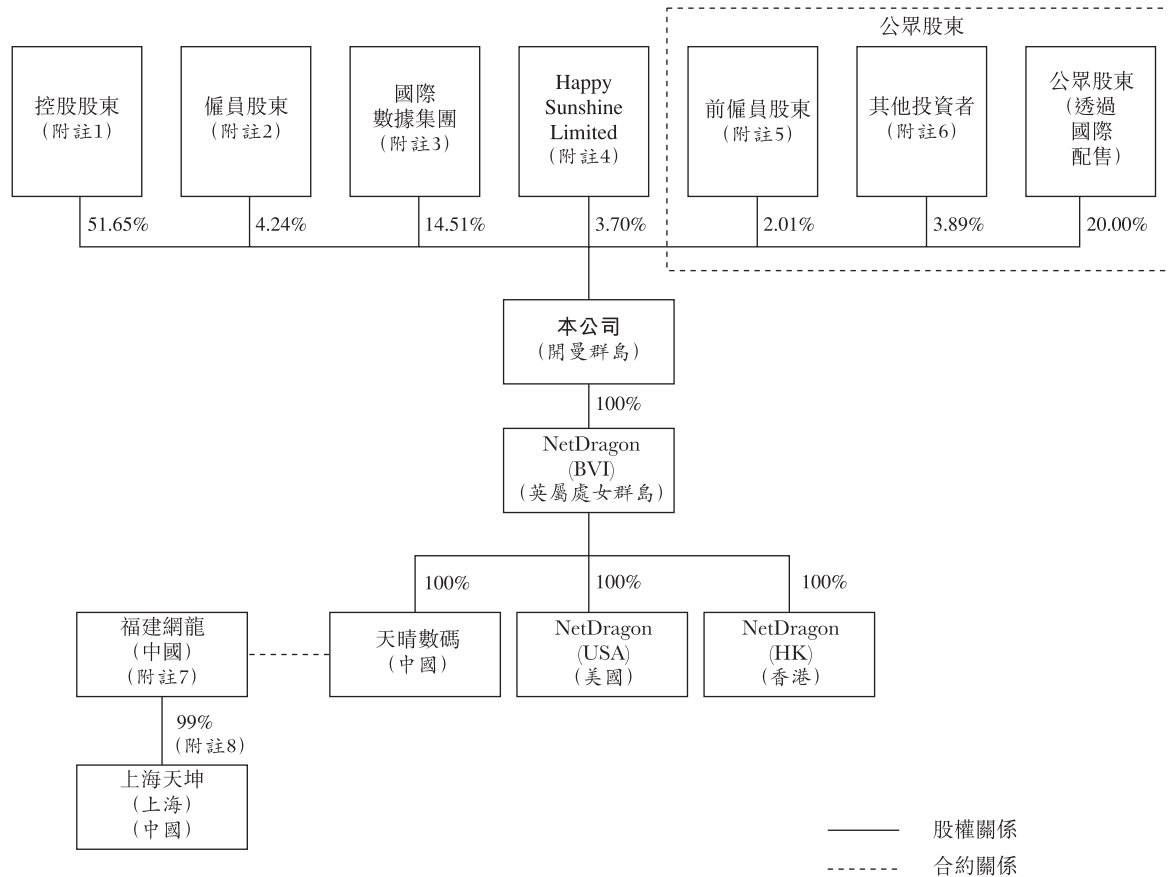 公眾股東
控股股東
(附註1)
僱員股東
(附註2)
國際
數據集團
(附註3)
Happy
Sunshine
Limited
(附註4)
前僱員股東
(附註5)
其他投資者
(附註6)
公眾股東
(透過
國際
配售)
51.65%
4.24%
14.51%
3.70%
2.01%
3.89%
20.00%
本公司
(開曼群島)
100%
NetDragon
(BVI)
(英屬處女群島)
100%
100%
100%
福建網龍
(中國)
(附註7)
天晴數碼
(中國)
NetDragon
(USA)
(美國)
NetDragon
(HK)
(香港)
99%
(附註8)
上海天坤
(上海)
(中國)
股權關係
合約關係